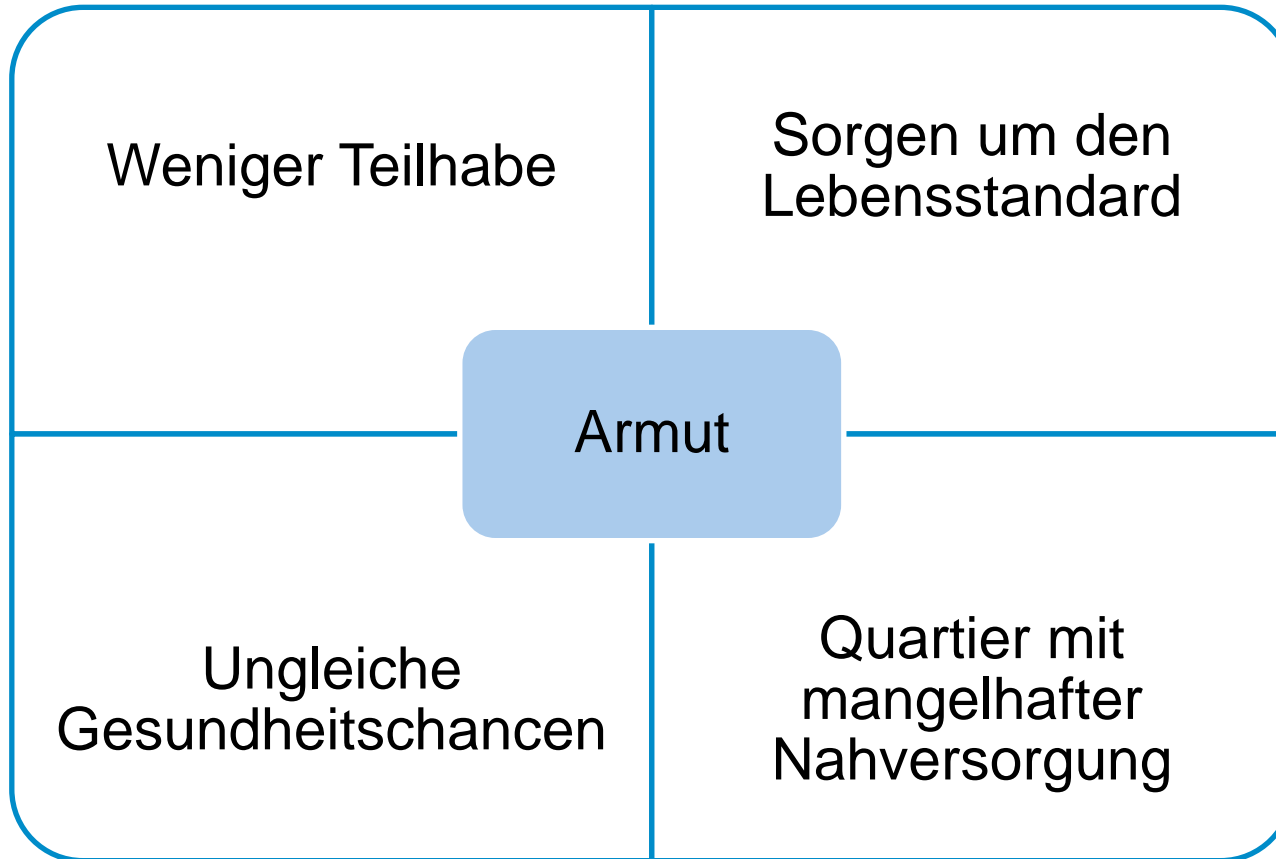 Weniger Teilhabe
Sorgen um den
Lebensstandard
Armut
Ungleiche
Gesundheitschancen
Quartier mit
mangelhafter
Nahversorgung